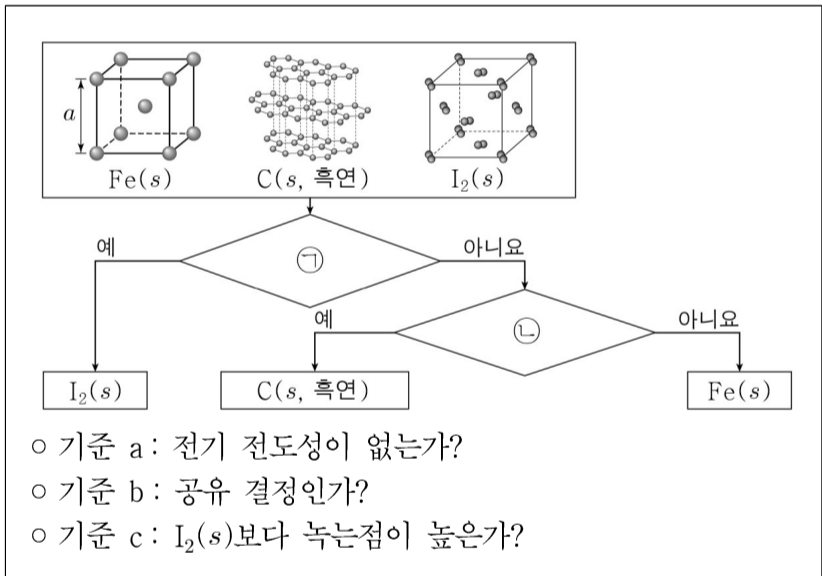 a
Fe(s) C(s, 흑연) I₂(s)
예 ㉠ 아니요
예 ㉡ 아니요
I₂(s) C(s, 흑연) Fe(s)
○ 기준 a: 전기 전도성이 없는가?
○ 기준 b: 공유 결정인가?
○ 기준 c: I₂(s)보다 녹는점이 높은가?